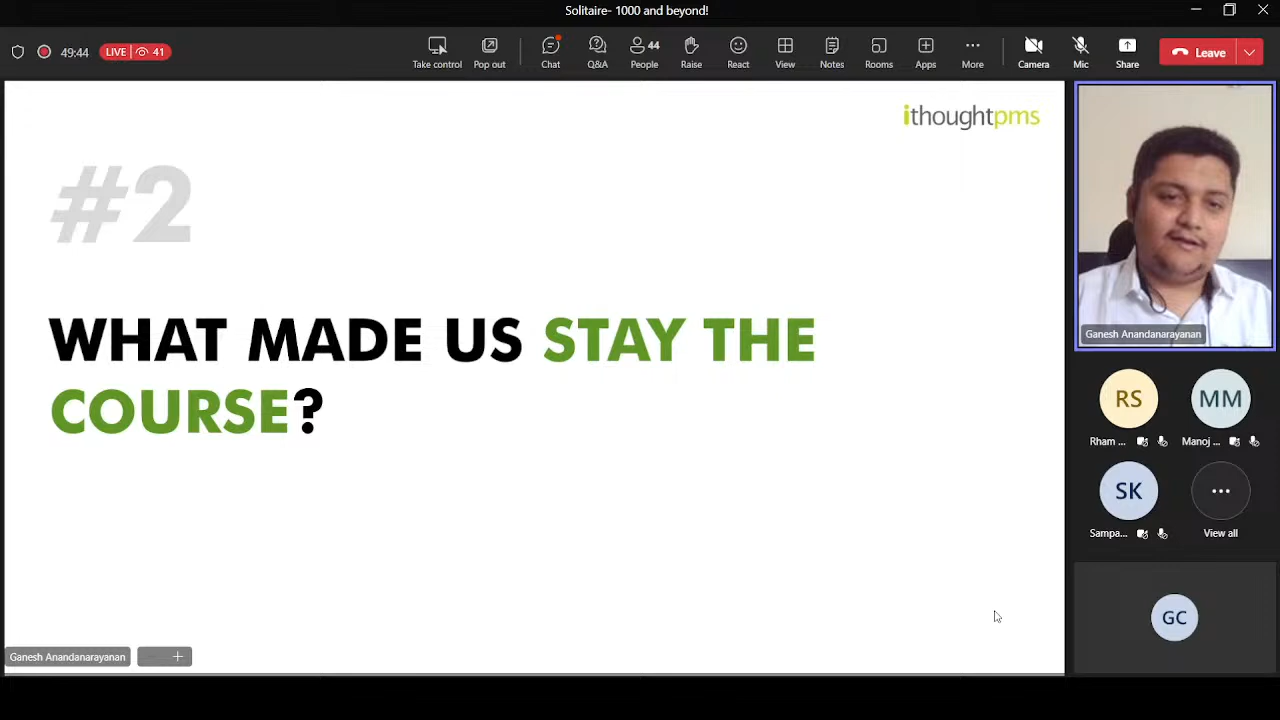 Solitaire- 1000 and beyond!
49:44 LIVE 41
Take control Pop out Chat Q&A People 44 Raise React View Notes Rooms Apps More Camera Mic Share Leave
ithoughtpms
#2
WHAT MADE US STAY THE
COURSE?
Ganesh Anandanarayanan
RS MM
Rham ... Manoj ...
SK ...
Sampa... View all
GC
Ganesh Anandanarayanan